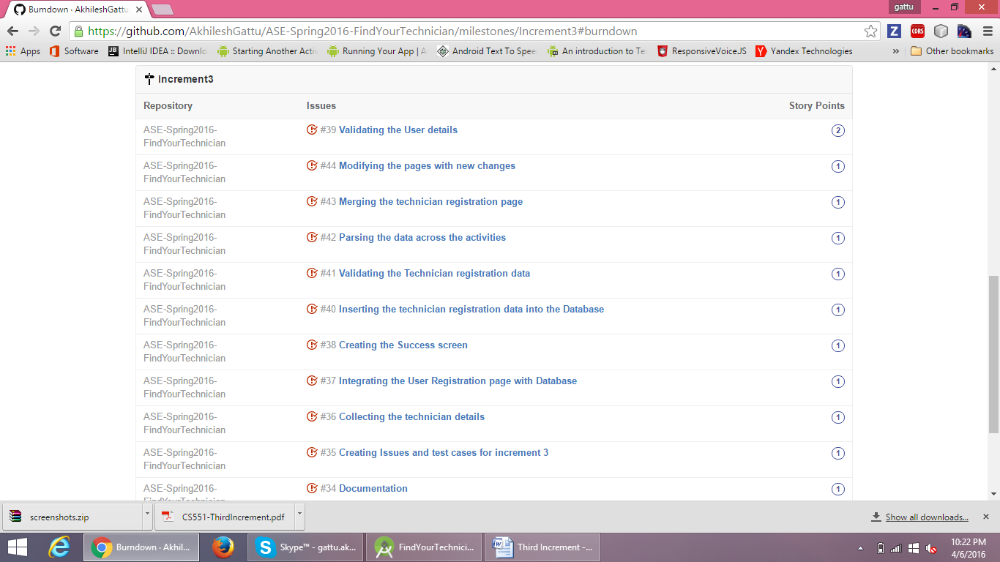 Burndown · AkhileshGattu
gattu
https://github.com/AkhileshGattu/ASE-Spring2016-FindYourTechnician/milestones/Increment3#burndown
Apps Software IntelliJ IDEA :: Downlo Starting Another Activ Running Your App | A Android Text To Spee An introduction to Te ResponsiveVoiceJS Yandex Technologies » Other bookmarks
Increment3
Repository Issues Story Points
ASE-Spring2016-
FindYourTechnician
#39 Validating the User details 2
ASE-Spring2016-
FindYourTechnician
#44 Modifying the pages with new changes 1
ASE-Spring2016-
FindYourTechnician
#43 Merging the technician registration page 1
ASE-Spring2016-
FindYourTechnician
#42 Parsing the data across the activities 1
ASE-Spring2016-
FindYourTechnician
#41 Validating the Technician registration data 1
ASE-Spring2016-
FindYourTechnician
#40 Inserting the technician registration data into the Database 1
ASE-Spring2016-
FindYourTechnician
#38 Creating the Success screen 1
ASE-Spring2016-
FindYourTechnician
#37 Integrating the User Registration page with Database 1
ASE-Spring2016-
FindYourTechnician
#36 Collecting the technician details 1
ASE-Spring2016-
FindYourTechnician
#35 Creating Issues and test cases for increment 3 1
ASE-Spring2016-
FindYourTechnician
#34 Documentation 1
screenshots.zip CS551-ThirdIncrement.pdf Show all downloads...
Burndown · Akhil... Skype™ - gattu.ak... FindYourTechnici... Third Increment -...
10:22 PM
4/6/2016